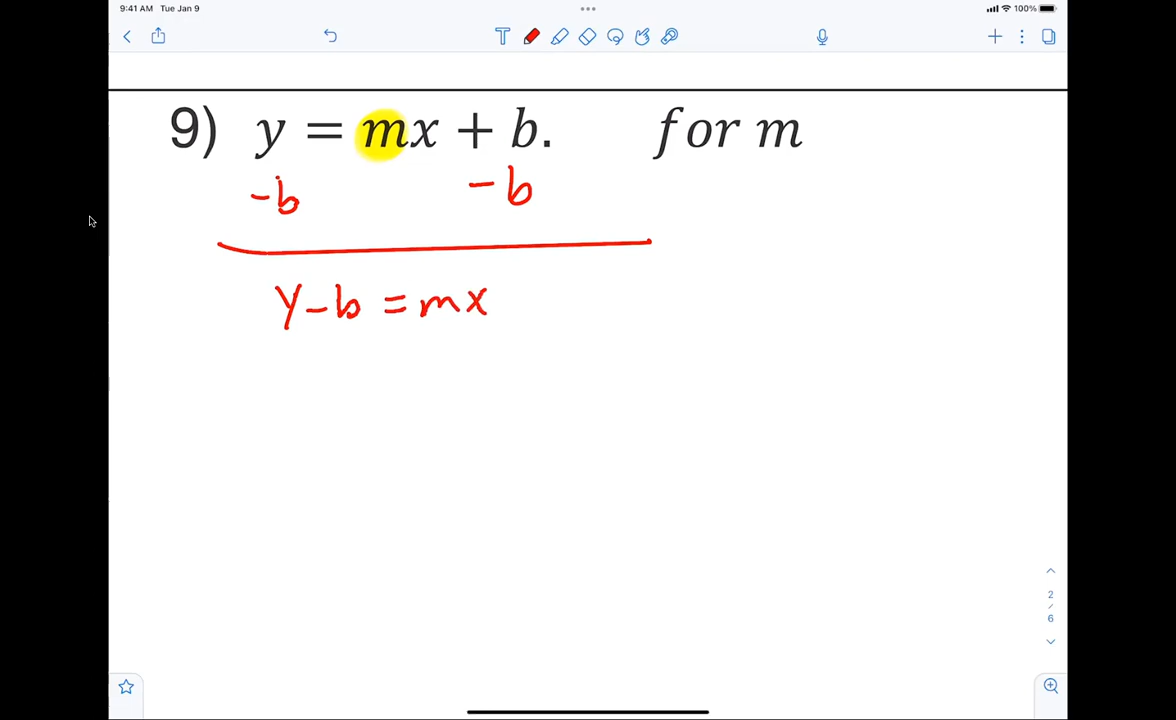 9:41 AM Tue Jan 9
100%
9) y = mx + b. for m
-b -b
y-b = mx
2
/
6